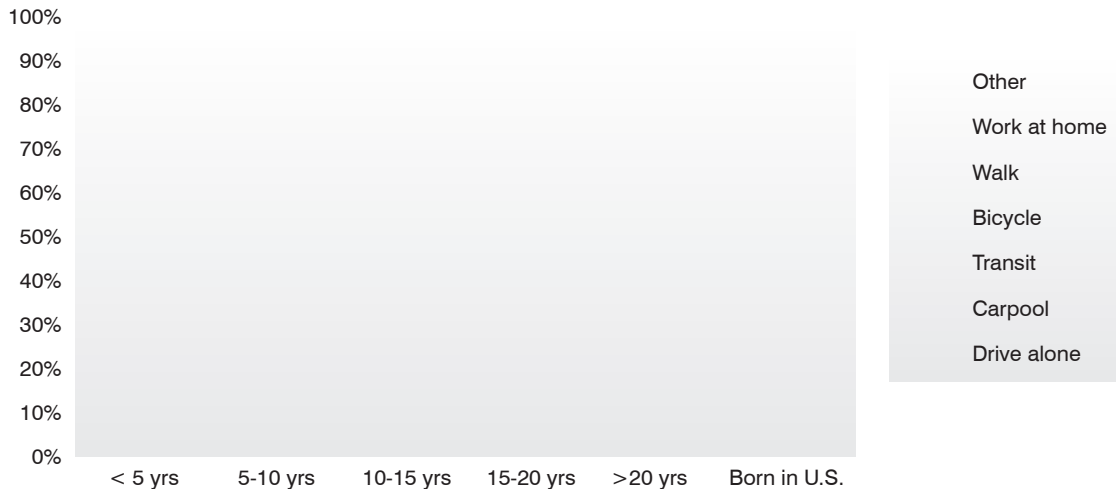 100%
90%
80%
70%
60%
50%
40%
30%
20%
10%
0%
< 5 yrs 5-10 yrs 10-15 yrs 15-20 yrs >20 yrs Born in U.S.
Other
Work at home
Walk
Bicycle
Transit
Carpool
Drive alone